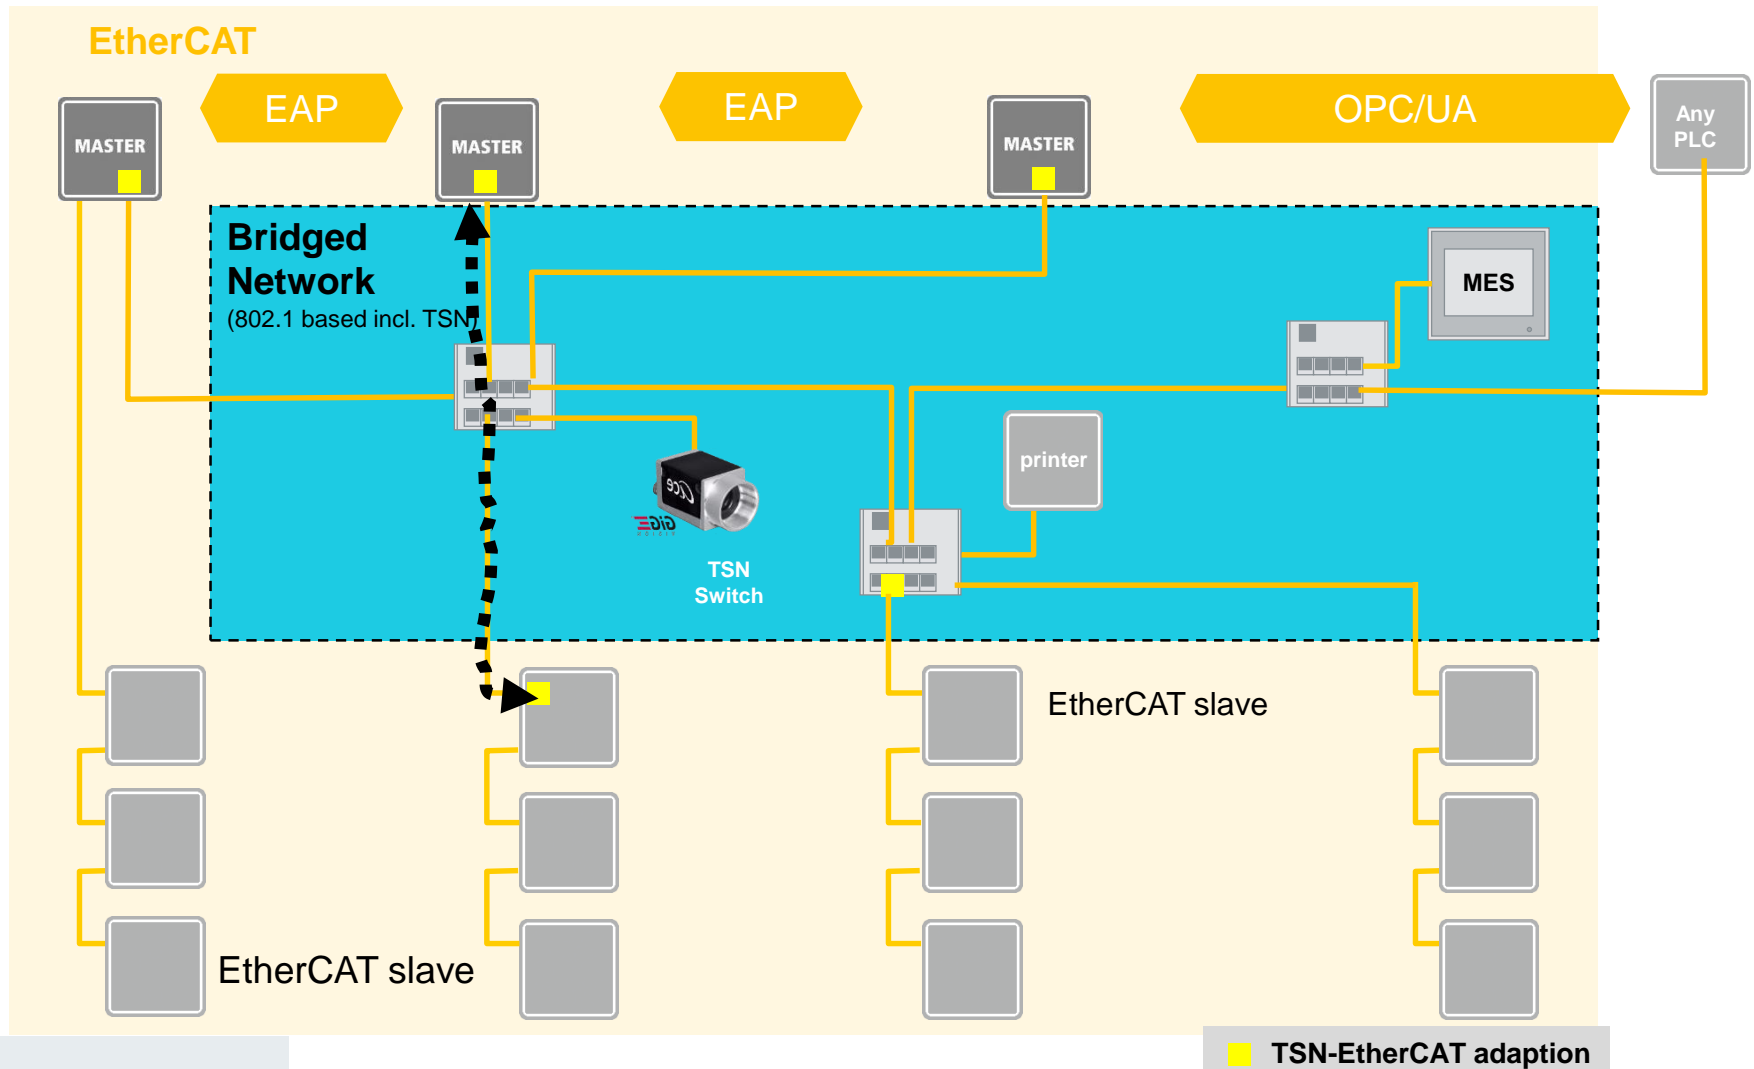 EtherCAT
EAP
EAP
OPC/UA
MASTER
MASTER
MASTER
Any
PLC
Bridged
Network
(802.1 based incl. TSN)
MES
printer
TSN
Switch
EtherCAT slave
EtherCAT slave
TSN-EtherCAT adaption